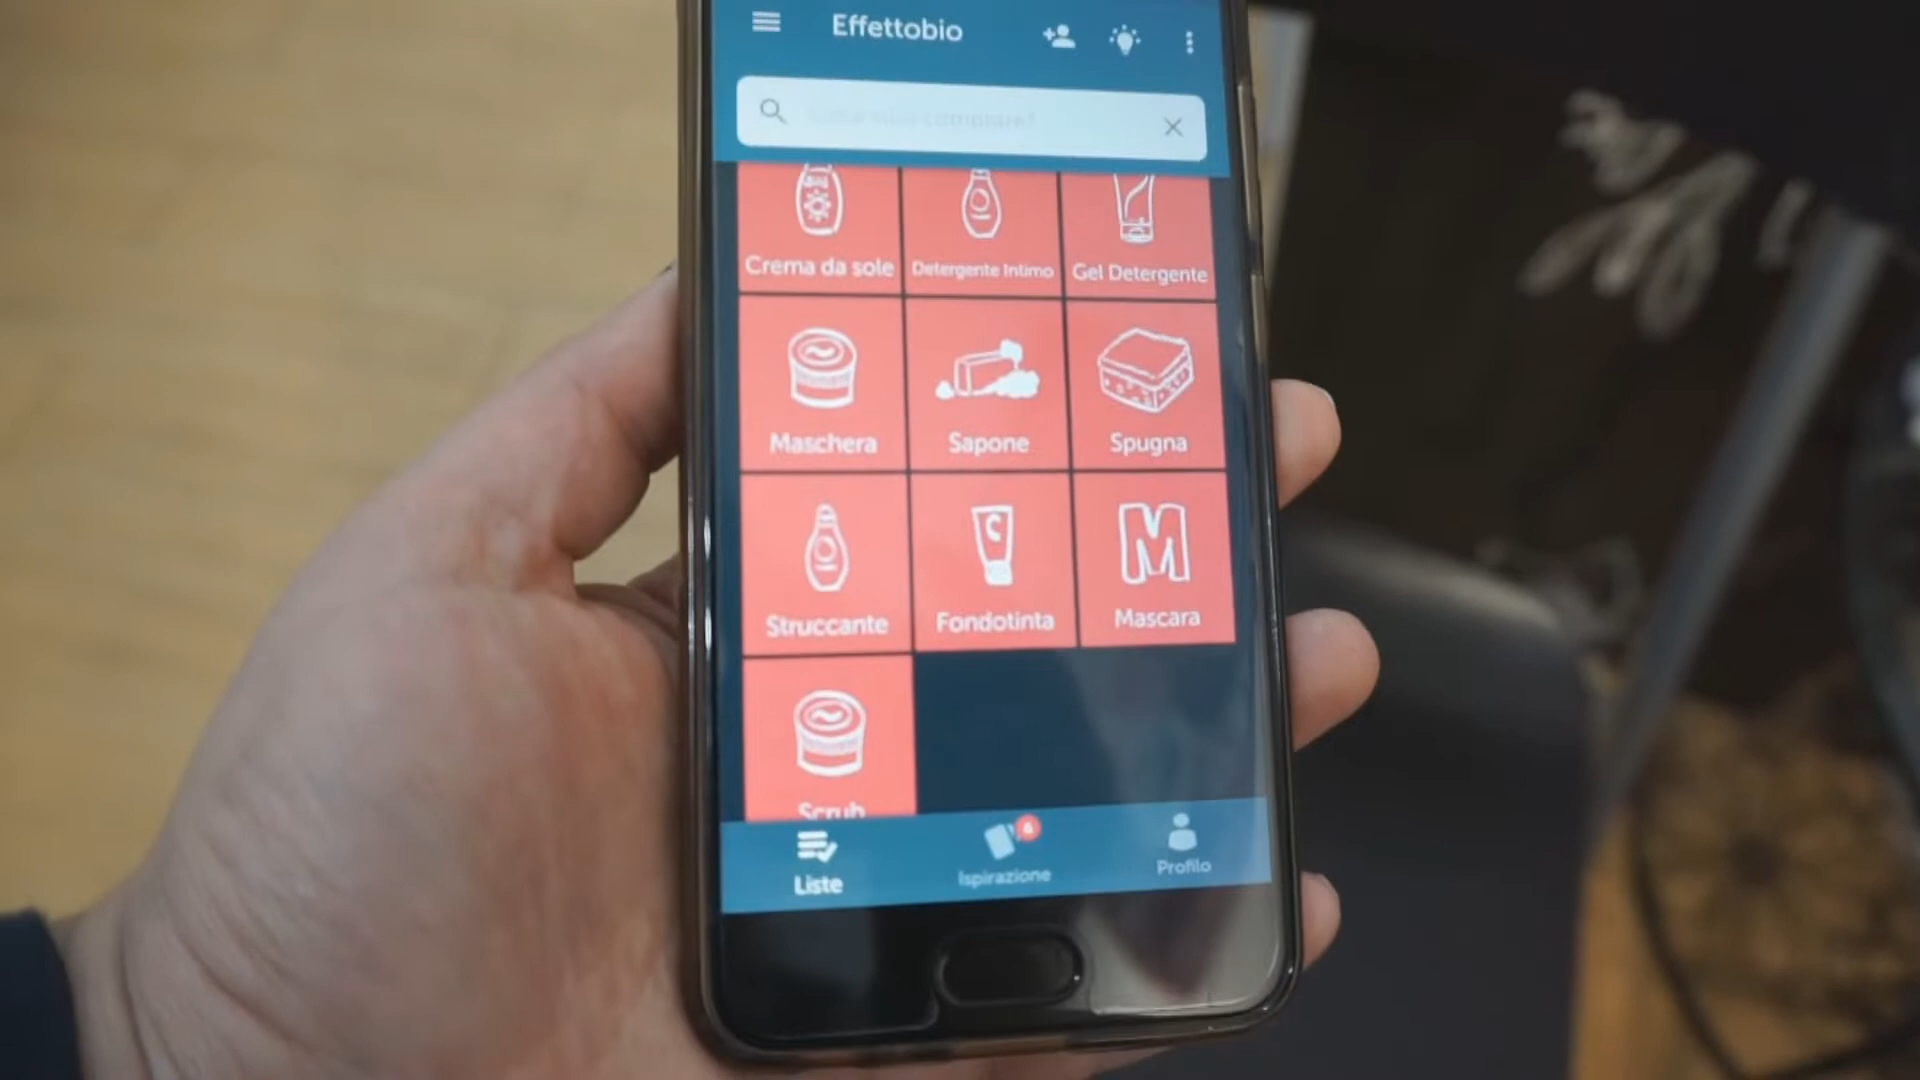 Effettobio
Crema da sole
Detergente Intimo
Gel Detergente
Maschera
Sapone
Spugna
Struccante
Fondotinta
M
Mascara
Scrub
Liste
Ispirazione
Profilo